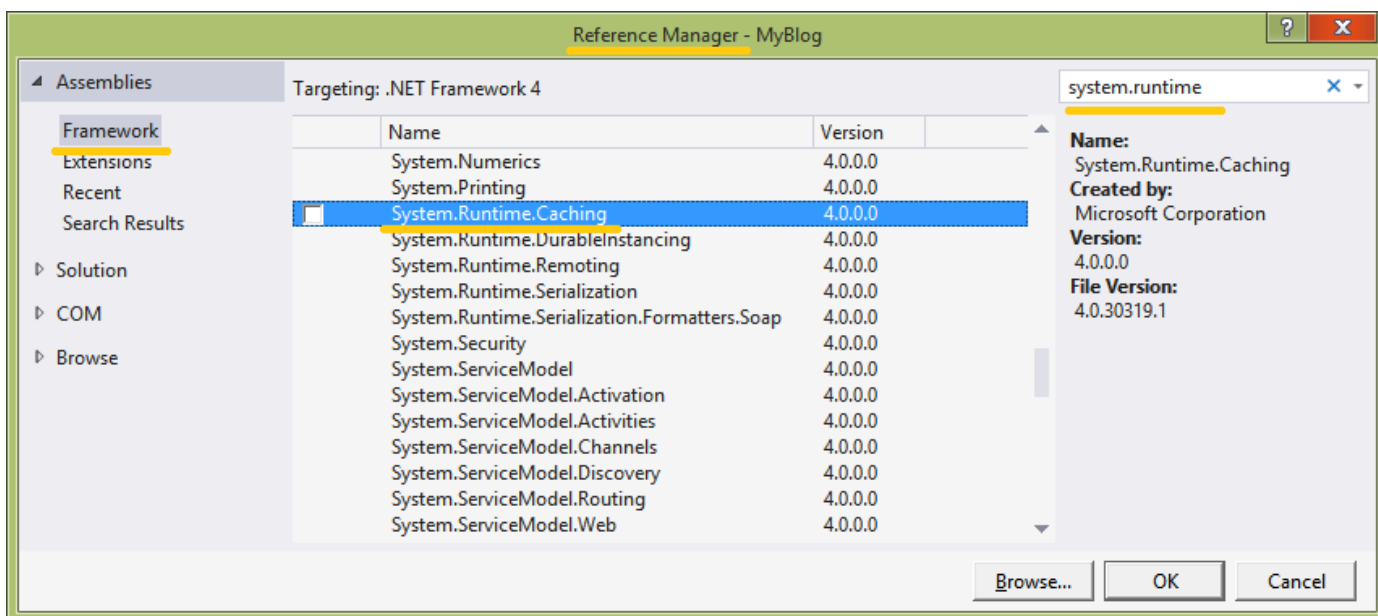 Reference Manager - MyBlog
?
x
Assemblies
Framework
Extensions
Recent
Search Results
Solution
COM
Browse
Targeting: .NET Framework 4
Name Version
System.Numerics 4.0.0.0
System.Printing 4.0.0.0
System.Runtime.Caching 4.0.0.0
System.Runtime.DurableInstancing 4.0.0.0
System.Runtime.Remoting 4.0.0.0
System.Runtime.Serialization 4.0.0.0
System.Runtime.Serialization.Formatters.Soap 4.0.0.0
System.Security 4.0.0.0
System.ServiceModel 4.0.0.0
System.ServiceModel.Activation 4.0.0.0
System.ServiceModel.Activities 4.0.0.0
System.ServiceModel.Channels 4.0.0.0
System.ServiceModel.Discovery 4.0.0.0
System.ServiceModel.Routing 4.0.0.0
System.ServiceModel.Web 4.0.0.0
system.runtime
Name:
System.Runtime.Caching
Created by:
Microsoft Corporation
Version:
4.0.0.0
File Version:
4.0.30319.1
Browse...
OK
Cancel